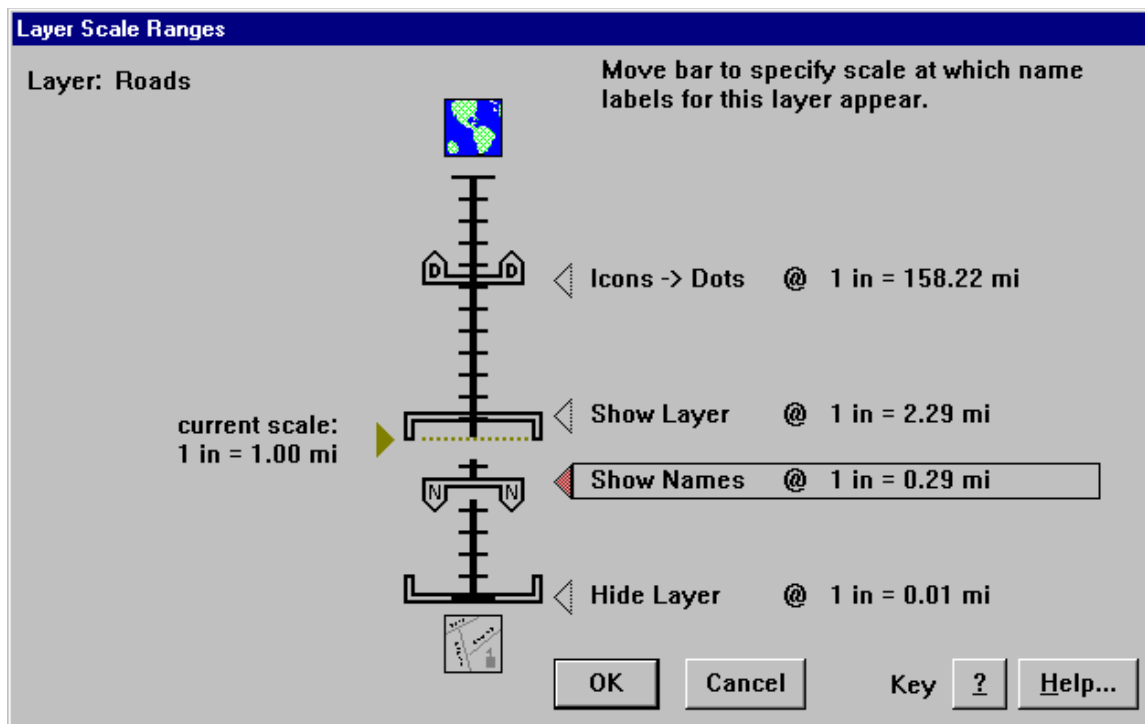 Layer Scale Ranges
Layer: Roads
Move bar to specify scale at which name
labels for this layer appear.
D D
Icons -> Dots @ 1 in = 158.22 mi
Show Layer @ 1 in = 2.29 mi
current scale:
1 in = 1.00 mi
Show Names @ 1 in = 0.29 mi
N N
Hide Layer @ 1 in = 0.01 mi
OK Cancel Key ? Help...